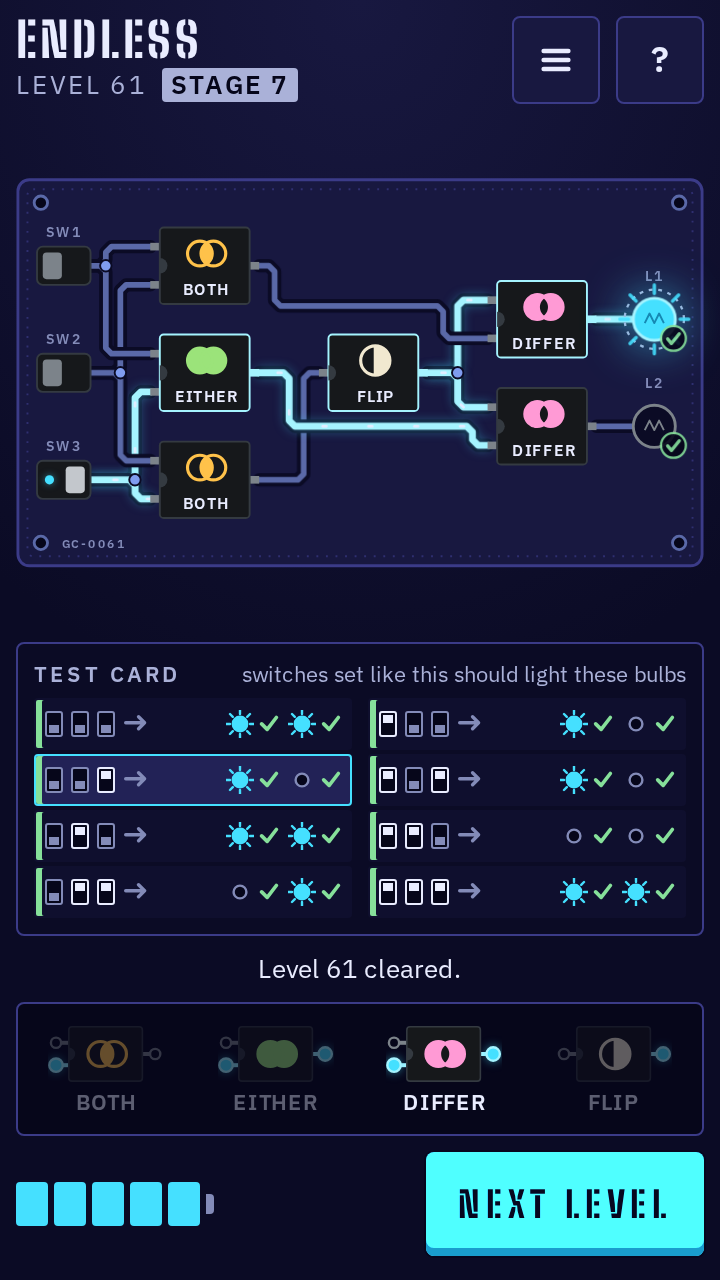 ENDLESS
LEVEL 61 STAGE 7
?
SW1
BOTH
L1
DIFFER
SW2
EITHER
FLIP
L2
DIFFER
SW3
BOTH
GC-0061
TEST CARD switches set like this should light these bulbs
Level 61 cleared.
BOTH EITHER DIFFER FLIP
NEXT LEVEL